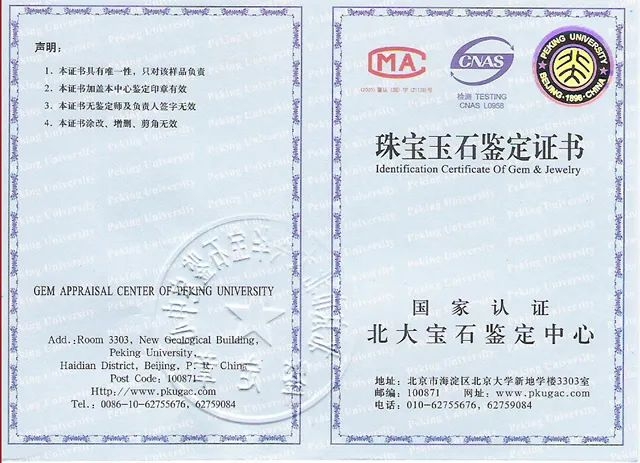 声明：
1、本证书具有唯一性，只对该样品负责
2、本证书加盖本中心鉴定印章有效
3、本证书无鉴定师及负责人签字无效
4、本证书涂改、增删、剪角无效
GEM APPRAISAL CENTER OF PEKING UNIVERSITY
Add.:Room 3303, New Geological Building,
Peking University,
Haidian District, Beijing, P. R. China
Post Code: 100871
Http://www.pkugac.com
Tel.: 0086-10-62755676, 62759084
MA
CNAS
检测 TESTING
CNAS L0958
PEKING UNIVERSITY
BEIJING·1898·CHINA
珠宝玉石鉴定证书
Identification Certificate Of Gem & Jewelry
国家认证
北大宝石鉴定中心
地址：北京市海淀区北京大学新地学楼3303室
邮编：100871 网址：www.pkugac.com
电话：010-62755676, 62759084